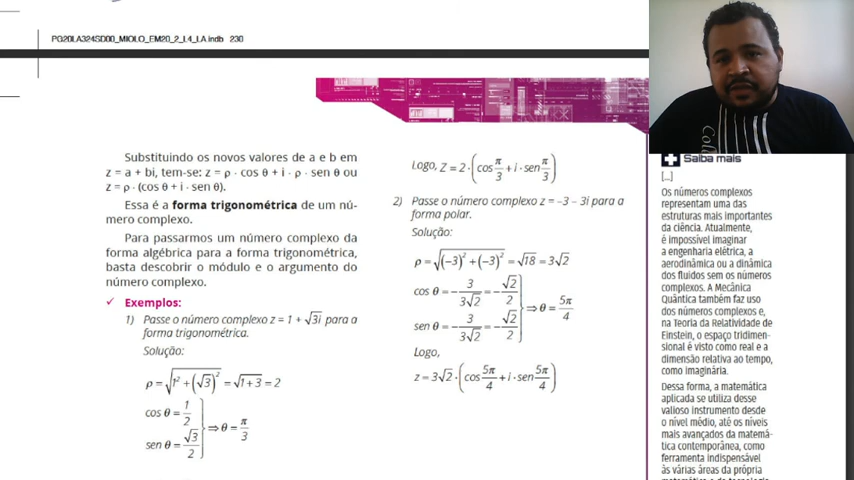 PG20LA324SD00_MIOLO_EM20_2_L4_LA.indb 230
Substituindo os novos valores de a e b em
z = a + bi, tem-se: z = ρ · cos θ + i · ρ · sen θ ou
z = ρ · (cos θ + i · sen θ).
Essa é a forma trigonométrica de um nú-
mero complexo.
Para passarmos um número complexo da
forma algébrica para a forma trigonométrica,
basta descobrir o módulo e o argumento do
número complexo.
✓ Exemplos:
1) Passe o número complexo z = 1 + √3i para a
forma trigonométrica.
Solução:
ρ = √(1² + (√3)²) = √(1+3) = 2
cos θ = 1/2
sen θ = √3/2
⇒ θ = π/3
Logo, z = 2 · (cos π/3 + i · sen π/3)
2) Passe o número complexo z = –3 – 3i para a
forma polar.
Solução:
ρ = √((–3)² + (–3)²) = √18 = 3√2
cos θ = – 3/3√2 = – √2/2
sen θ = – 3/3√2 = – √2/2
⇒ θ = 5π/4
Logo,
z = 3√2 · (cos 5π/4 + i · sen 5π/4)
Saiba mais
[...]
Os números complexos
representam uma das
estruturas mais importantes
da ciência. Atualmente,
é impossível imaginar
a engenharia elétrica, a
aerodinâmica ou a dinâmica
dos fluidos sem os números
complexos. A Mecânica
Quântica também faz uso
dos números complexos e,
na Teoria da Relatividade de
Einstein, o espaço tridimen-
sional é visto como real e a
dimensão relativa ao tempo,
como imaginária.
Dessa forma, a matemática
aplicada se utiliza desse
valioso instrumento desde
o nível médio, até os níveis
mais avançados da matemá-
tica contemporânea, como
ferramenta indispensável
às várias áreas da própria